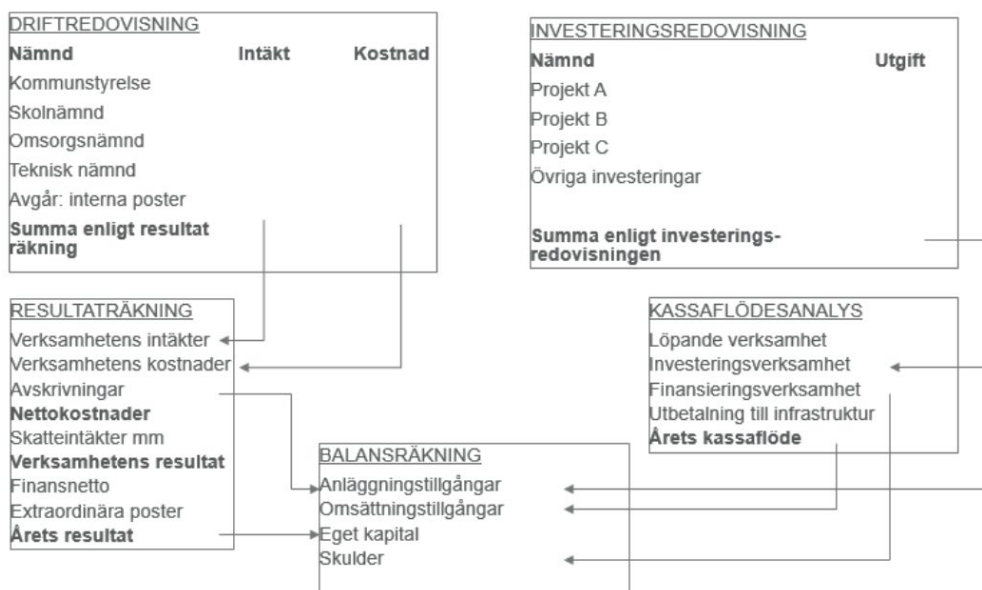 DRIFTREDOVISNING
Nämnd Intäkt Kostnad
Kommunstyrelse
Skolnämnd
Omsorgsnämnd
Teknisk nämnd
Avgår: interna poster
Summa enligt resultat
räkning
INVESTERINGSREDOVISNING
Nämnd Utgift
Projekt A
Projekt B
Projekt C
Övriga investeringar
Summa enligt investerings-
redovisningen
RESULTATRÄKNING
Verksamhetens intäkter
Verksamhetens kostnader
Avskrivningar
Nettokostnader
Skatteintäkter mm
Verksamhetens resultat
Finansnetto
Extraordinära poster
Årets resultat
KASSAFLÖDESANALYS
Löpande verksamhet
Investeringsverksamhet
Finansieringsverksamhet
Utbetalning till infrastruktur
Årets kassaflöde
BALANSRÄKNING
Anläggningstillgångar
Omsättningstillgångar
Eget kapital
Skulder